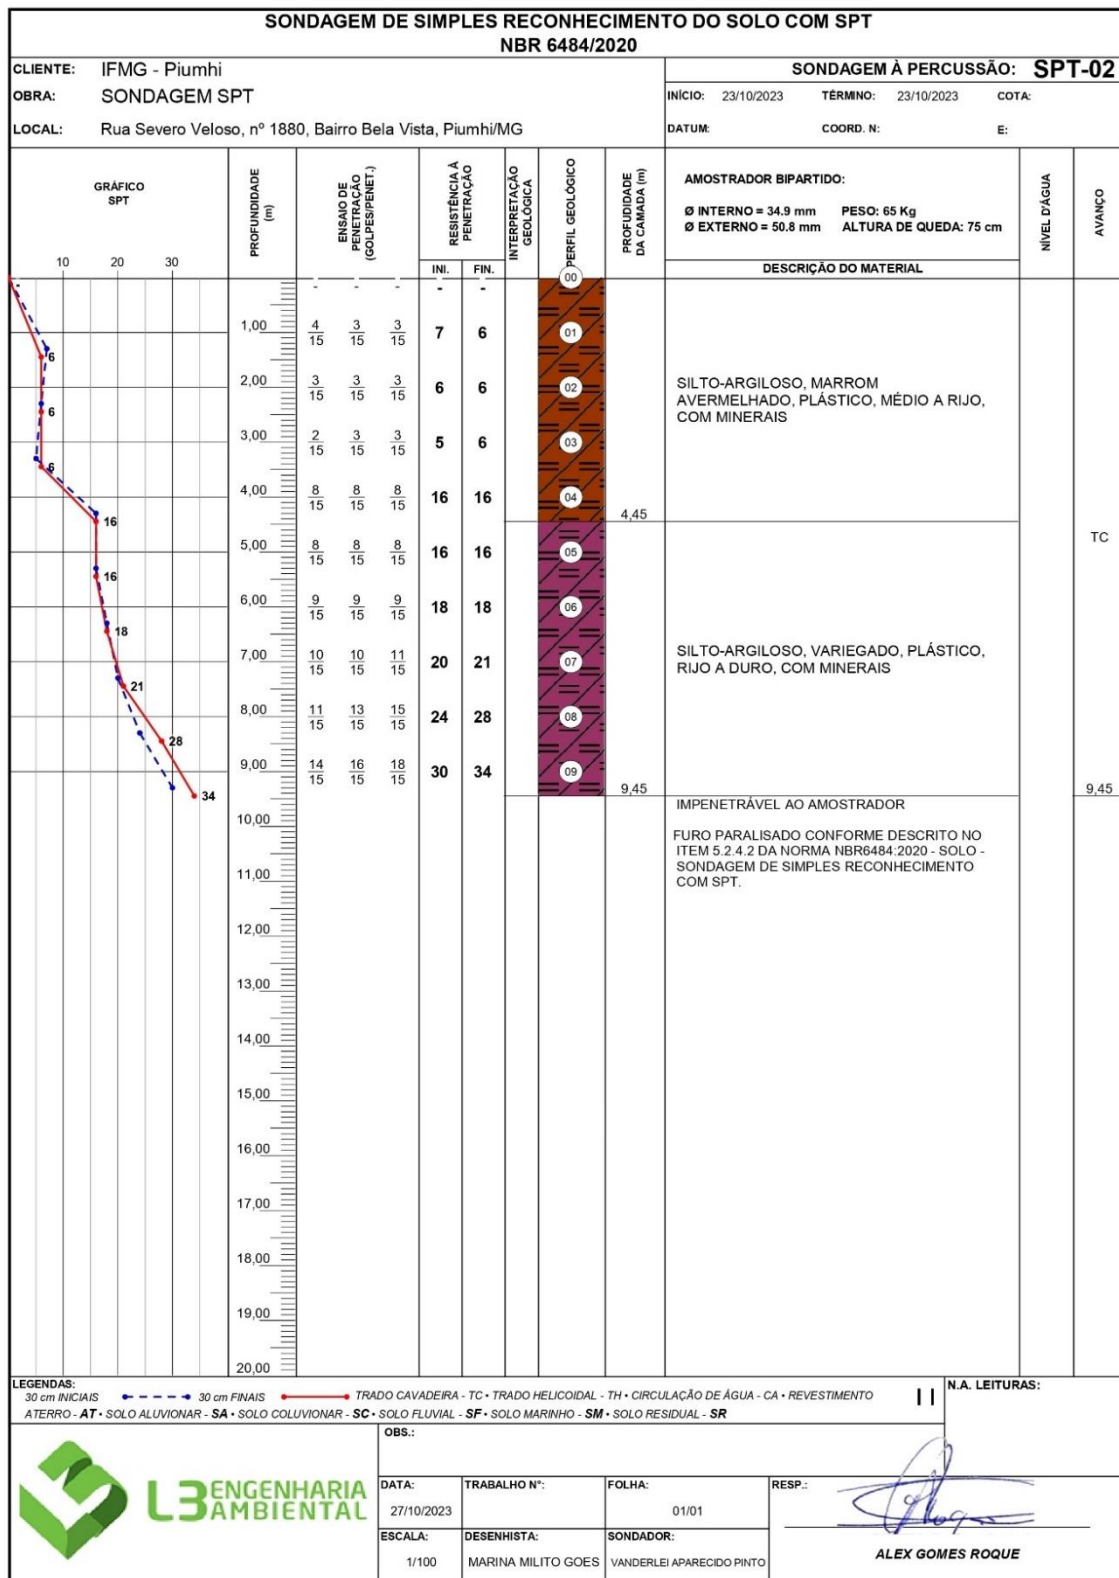 SONDAGEM DE SIMPLES RECONHECIMENTO DO SOLO COM SPT
NBR 6484/2020
CLIENTE: IFMG - Piumhi
OBRA: SONDAGEM SPT
LOCAL: Rua Severo Veloso, nº 1880, Bairro Bela Vista, Piumhi/MG
SONDAGEM À PERCUSSÃO: SPT-02
INÍCIO: 23/10/2023 TÉRMINO: 23/10/2023 COTA:
DATUM: COORD. N: E:
GRÁFICO
SPT
10 20 30
PROFUNDIDADE
(m)
ENSAIO DE
PENETRAÇÃO
(GOLPES/PENET.)
RESISTÊNCIA À
PENETRAÇÃO
INI. FIN.
INTERPRETAÇÃO
GEOLÓGICA
PERFIL GEOLÓGICO
PROFUDIDADE
DA CAMADA (m)
AMOSTRADOR BIPARTIDO:
Ø INTERNO = 34.9 mm PESO: 65 Kg
Ø EXTERNO = 50.8 mm ALTURA DE QUEDA: 75 cm
DESCRIÇÃO DO MATERIAL
NÍVEL D'ÁGUA
AVANÇO
- - - - - - 00
1,00 4/15 3/15 3/15 7 6 01
6
2,00 3/15 3/15 3/15 6 6 02
6
3,00 2/15 3/15 3/15 5 6 03
6
4,00 8/15 8/15 8/15 16 16 04
16
5,00 8/15 8/15 8/15 16 16 05
16
6,00 9/15 9/15 9/15 18 18 06
18
7,00 10/15 10/15 11/15 20 21 07
21
8,00 11/15 13/15 15/15 24 28 08
28
9,00 14/15 16/15 18/15 30 34 09
34
10,00
11,00
12,00
13,00
14,00
15,00
16,00
17,00
18,00
19,00
20,00
4,45
9,45
SILTO-ARGILOSO, MARROM
AVERMELHADO, PLÁSTICO, MÉDIO A RIJO,
COM MINERAIS
SILTO-ARGILOSO, VARIEGADO, PLÁSTICO,
RIJO A DURO, COM MINERAIS
IMPENETRÁVEL AO AMOSTRADOR
FURO PARALISADO CONFORME DESCRITO NO
ITEM 5.2.4.2 DA NORMA NBR6484:2020 - SOLO -
SONDAGEM DE SIMPLES RECONHECIMENTO
COM SPT.
TC
9,45
LEGENDAS:
30 cm INICIAIS 30 cm FINAIS TRADO CAVADEIRA - TC • TRADO HELICOIDAL - TH • CIRCULAÇÃO DE ÁGUA - CA • REVESTIMENTO
ATERRO - AT • SOLO ALUVIONAR - SA • SOLO COLUVIONAR - SC • SOLO FLUVIAL - SF • SOLO MARINHO - SM • SOLO RESIDUAL - SR
N.A. LEITURAS:
L3 ENGENHARIA
AMBIENTAL
OBS.:
DATA: TRABALHO Nº: FOLHA: RESP.:
27/10/2023 01/01
ESCALA: DESENHISTA: SONDADOR:
1/100 MARINA MILITO GOES VANDERLEI APARECIDO PINTO
ALEX GOMES ROQUE